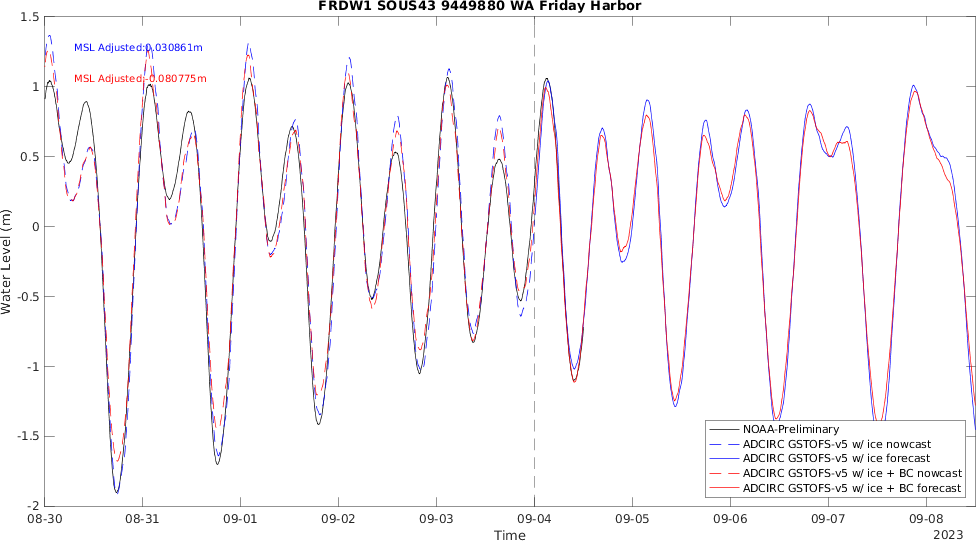 FRDW1 SOUS43 9449880 WA Friday Harbor
1.5
MSL Adjusted:0.030861m
MSL Adjusted:-0.080775m
1
0.5
0
-0.5
-1
-1.5
-2
Water Level (m)
NOAA-Preliminary
ADCIRC GSTOFS-v5 w/ ice nowcast
ADCIRC GSTOFS-v5 w/ ice forecast
ADCIRC GSTOFS-v5 w/ ice + BC nowcast
ADCIRC GSTOFS-v5 w/ ice + BC forecast
08-30 08-31 09-01 09-02 09-03 09-04 09-05 09-06 09-07 09-08
Time
2023